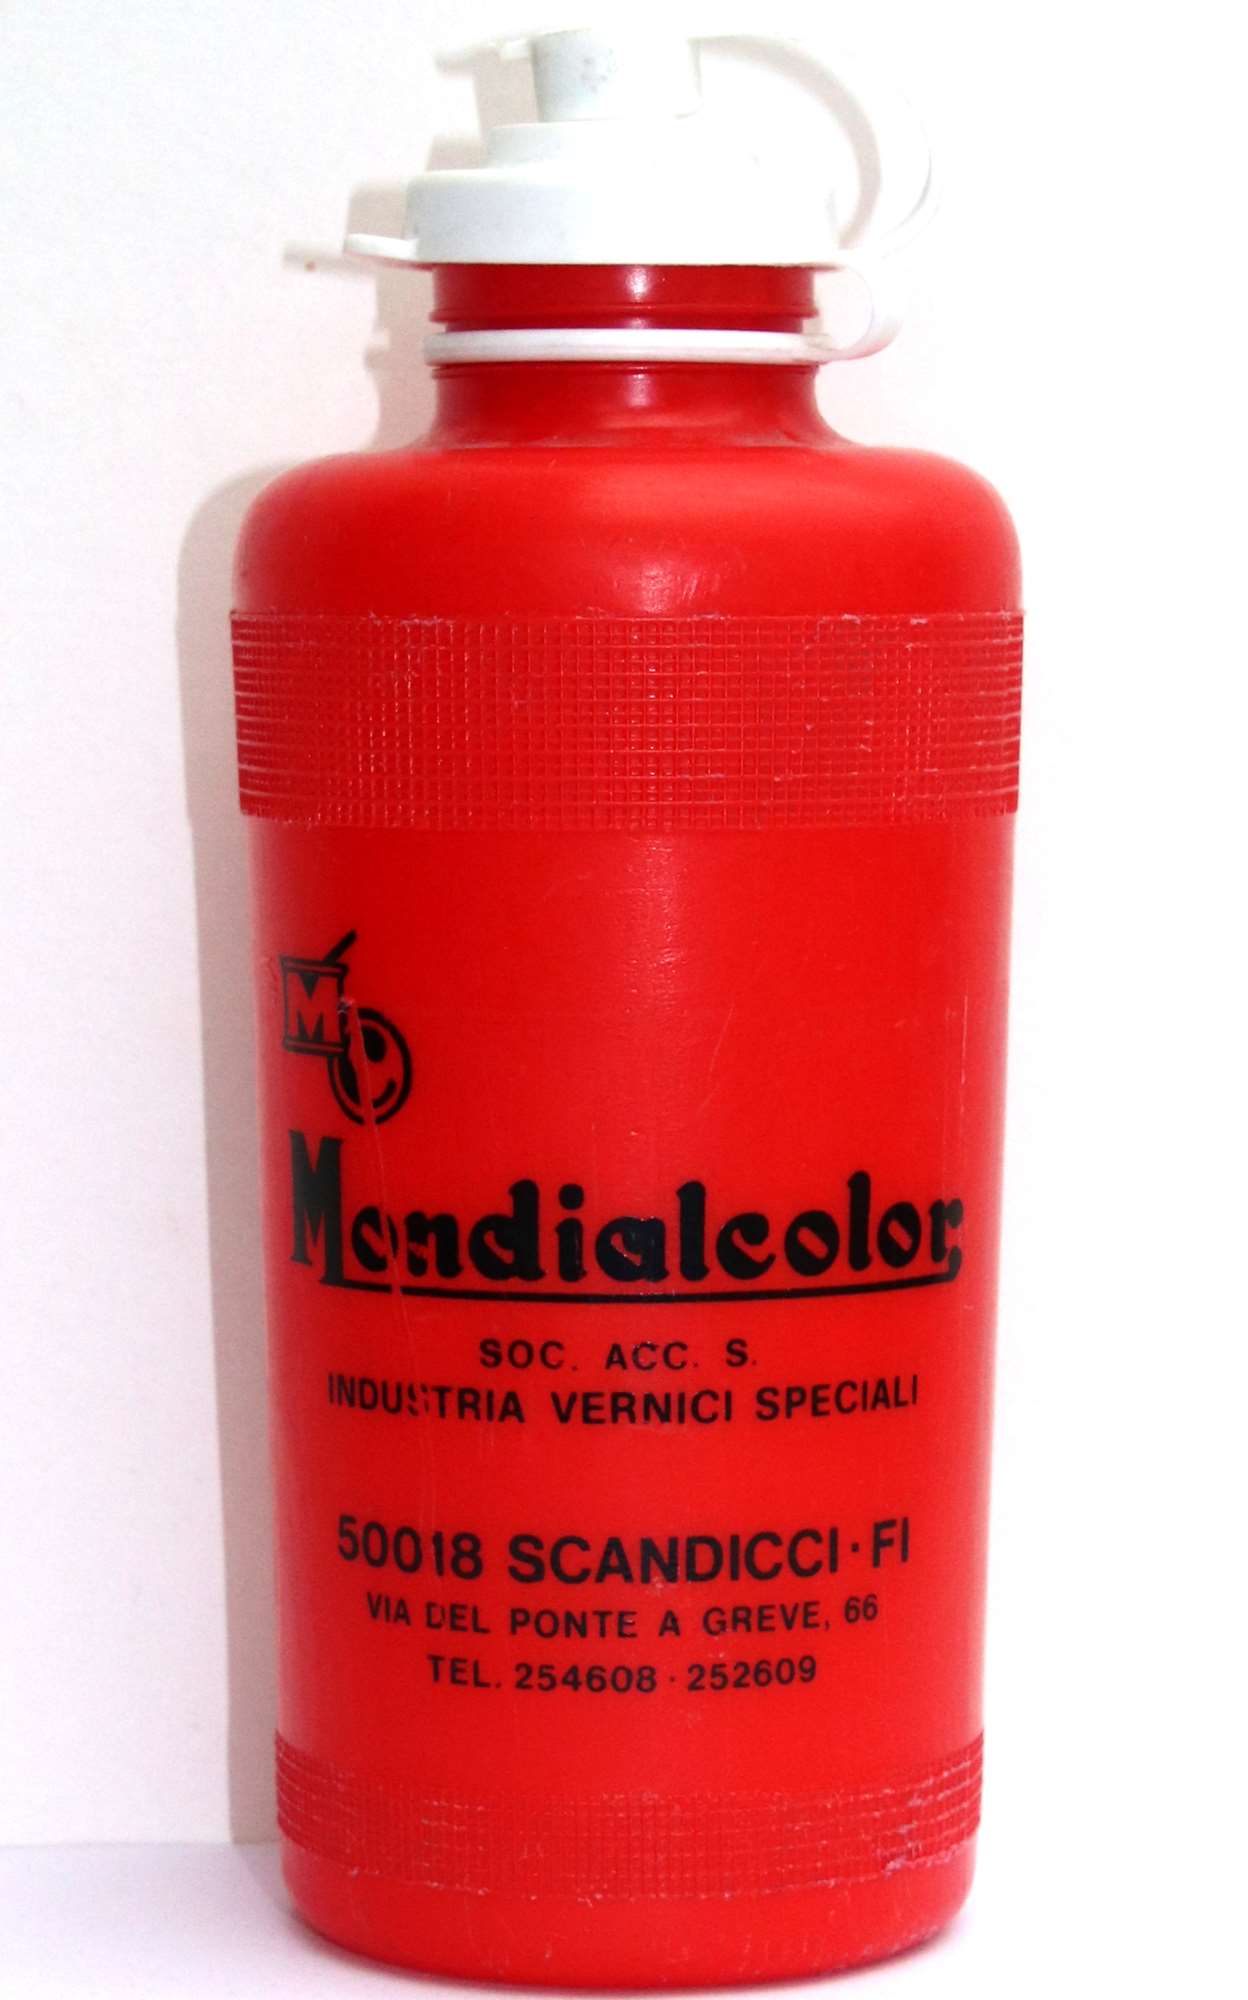 M
Mondialcolor
SOC. ACC. S.
INDUSTRIA VERNICI SPECIALI
50018 SCANDICCI·FI
VIA DEL PONTE A GREVE, 66
TEL. 254608·252609